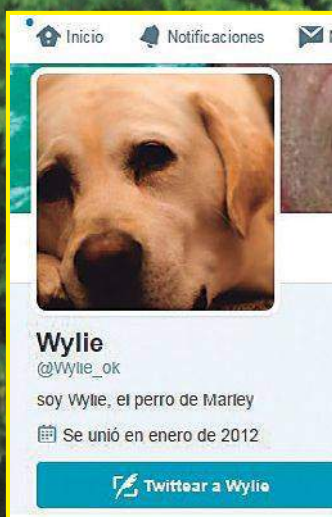 Inicio Notificaciones
Wylie
@Wylie_ok
soy Wylie, el perro de Marley
Se unió en enero de 2012
Twittear a Wylie